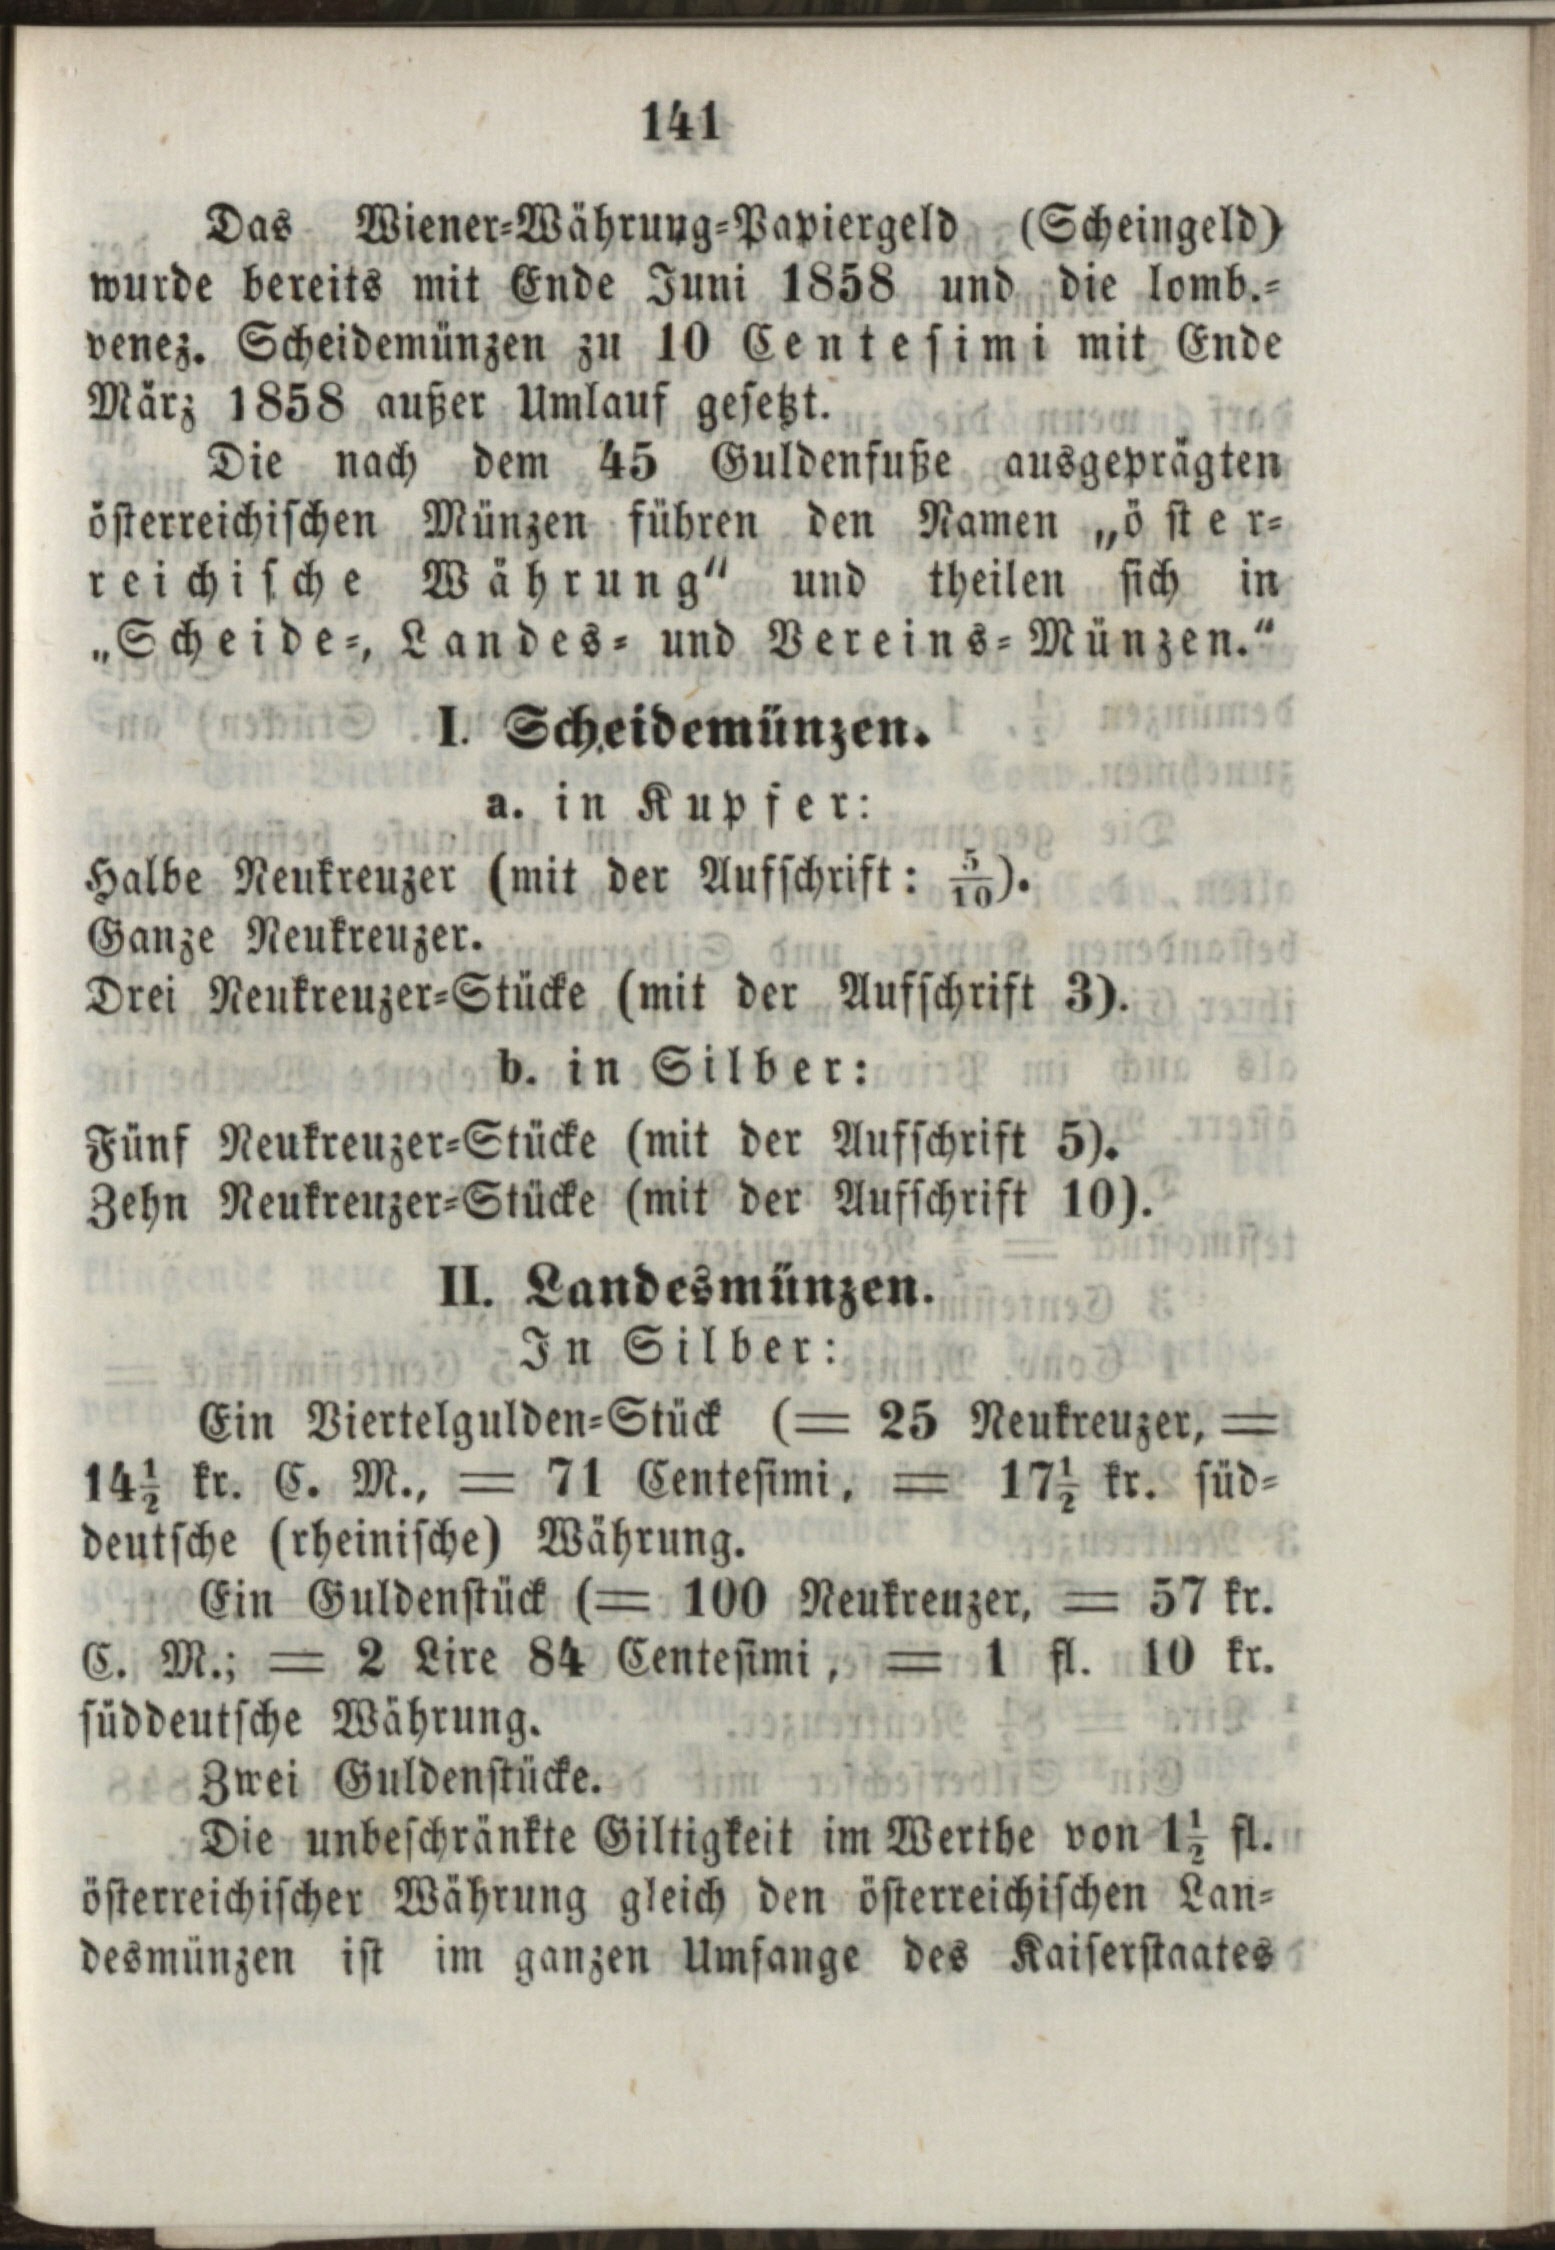 141
Das Wiener-Währung-Papiergeld (Scheingeld)
wurde bereits mit Ende Juni 1858 und die lomb.-
venez. Scheidemünzen zu 10 Centesimi mit Ende
März 1858 außer Umlauf gesetzt.
Die nach dem 45 Guldenfuße ausgeprägten
österreichischen Münzen führen den Namen „öster-
reichische Währung“ und theilen sich in
„Scheide-, Landes- und Vereins-Münzen.“
I. Scheidemünzen.
a. in Kupfer:
Halbe Neukreuzer (mit der Aufschrift: 5/10).
Ganze Neukreuzer.
Drei Neukreuzer-Stücke (mit der Aufschrift 3).
b. in Silber:
Fünf Neukreuzer-Stücke (mit der Aufschrift 5).
Zehn Neukreuzer-Stücke (mit der Aufschrift 10).
II. Landesmünzen.
In Silber:
Ein Viertelgulden-Stück (= 25 Neukreuzer, =
14½ kr. C. M., = 71 Centesimi, = 17½ kr. süd-
deutsche (rheinische) Währung.
Ein Guldenstück (= 100 Neukreuzer, = 57 kr.
C. M.; = 2 Lire 84 Centesimi, = 1 fl. 10 kr.
süddeutsche Währung.
Zwei Guldenstücke.
Die unbeschränkte Giltigkeit im Werthe von 1½ fl.
österreichischer Währung gleich den österreichischen Lan-
desmünzen ist im ganzen Umfange des Kaiserstaates